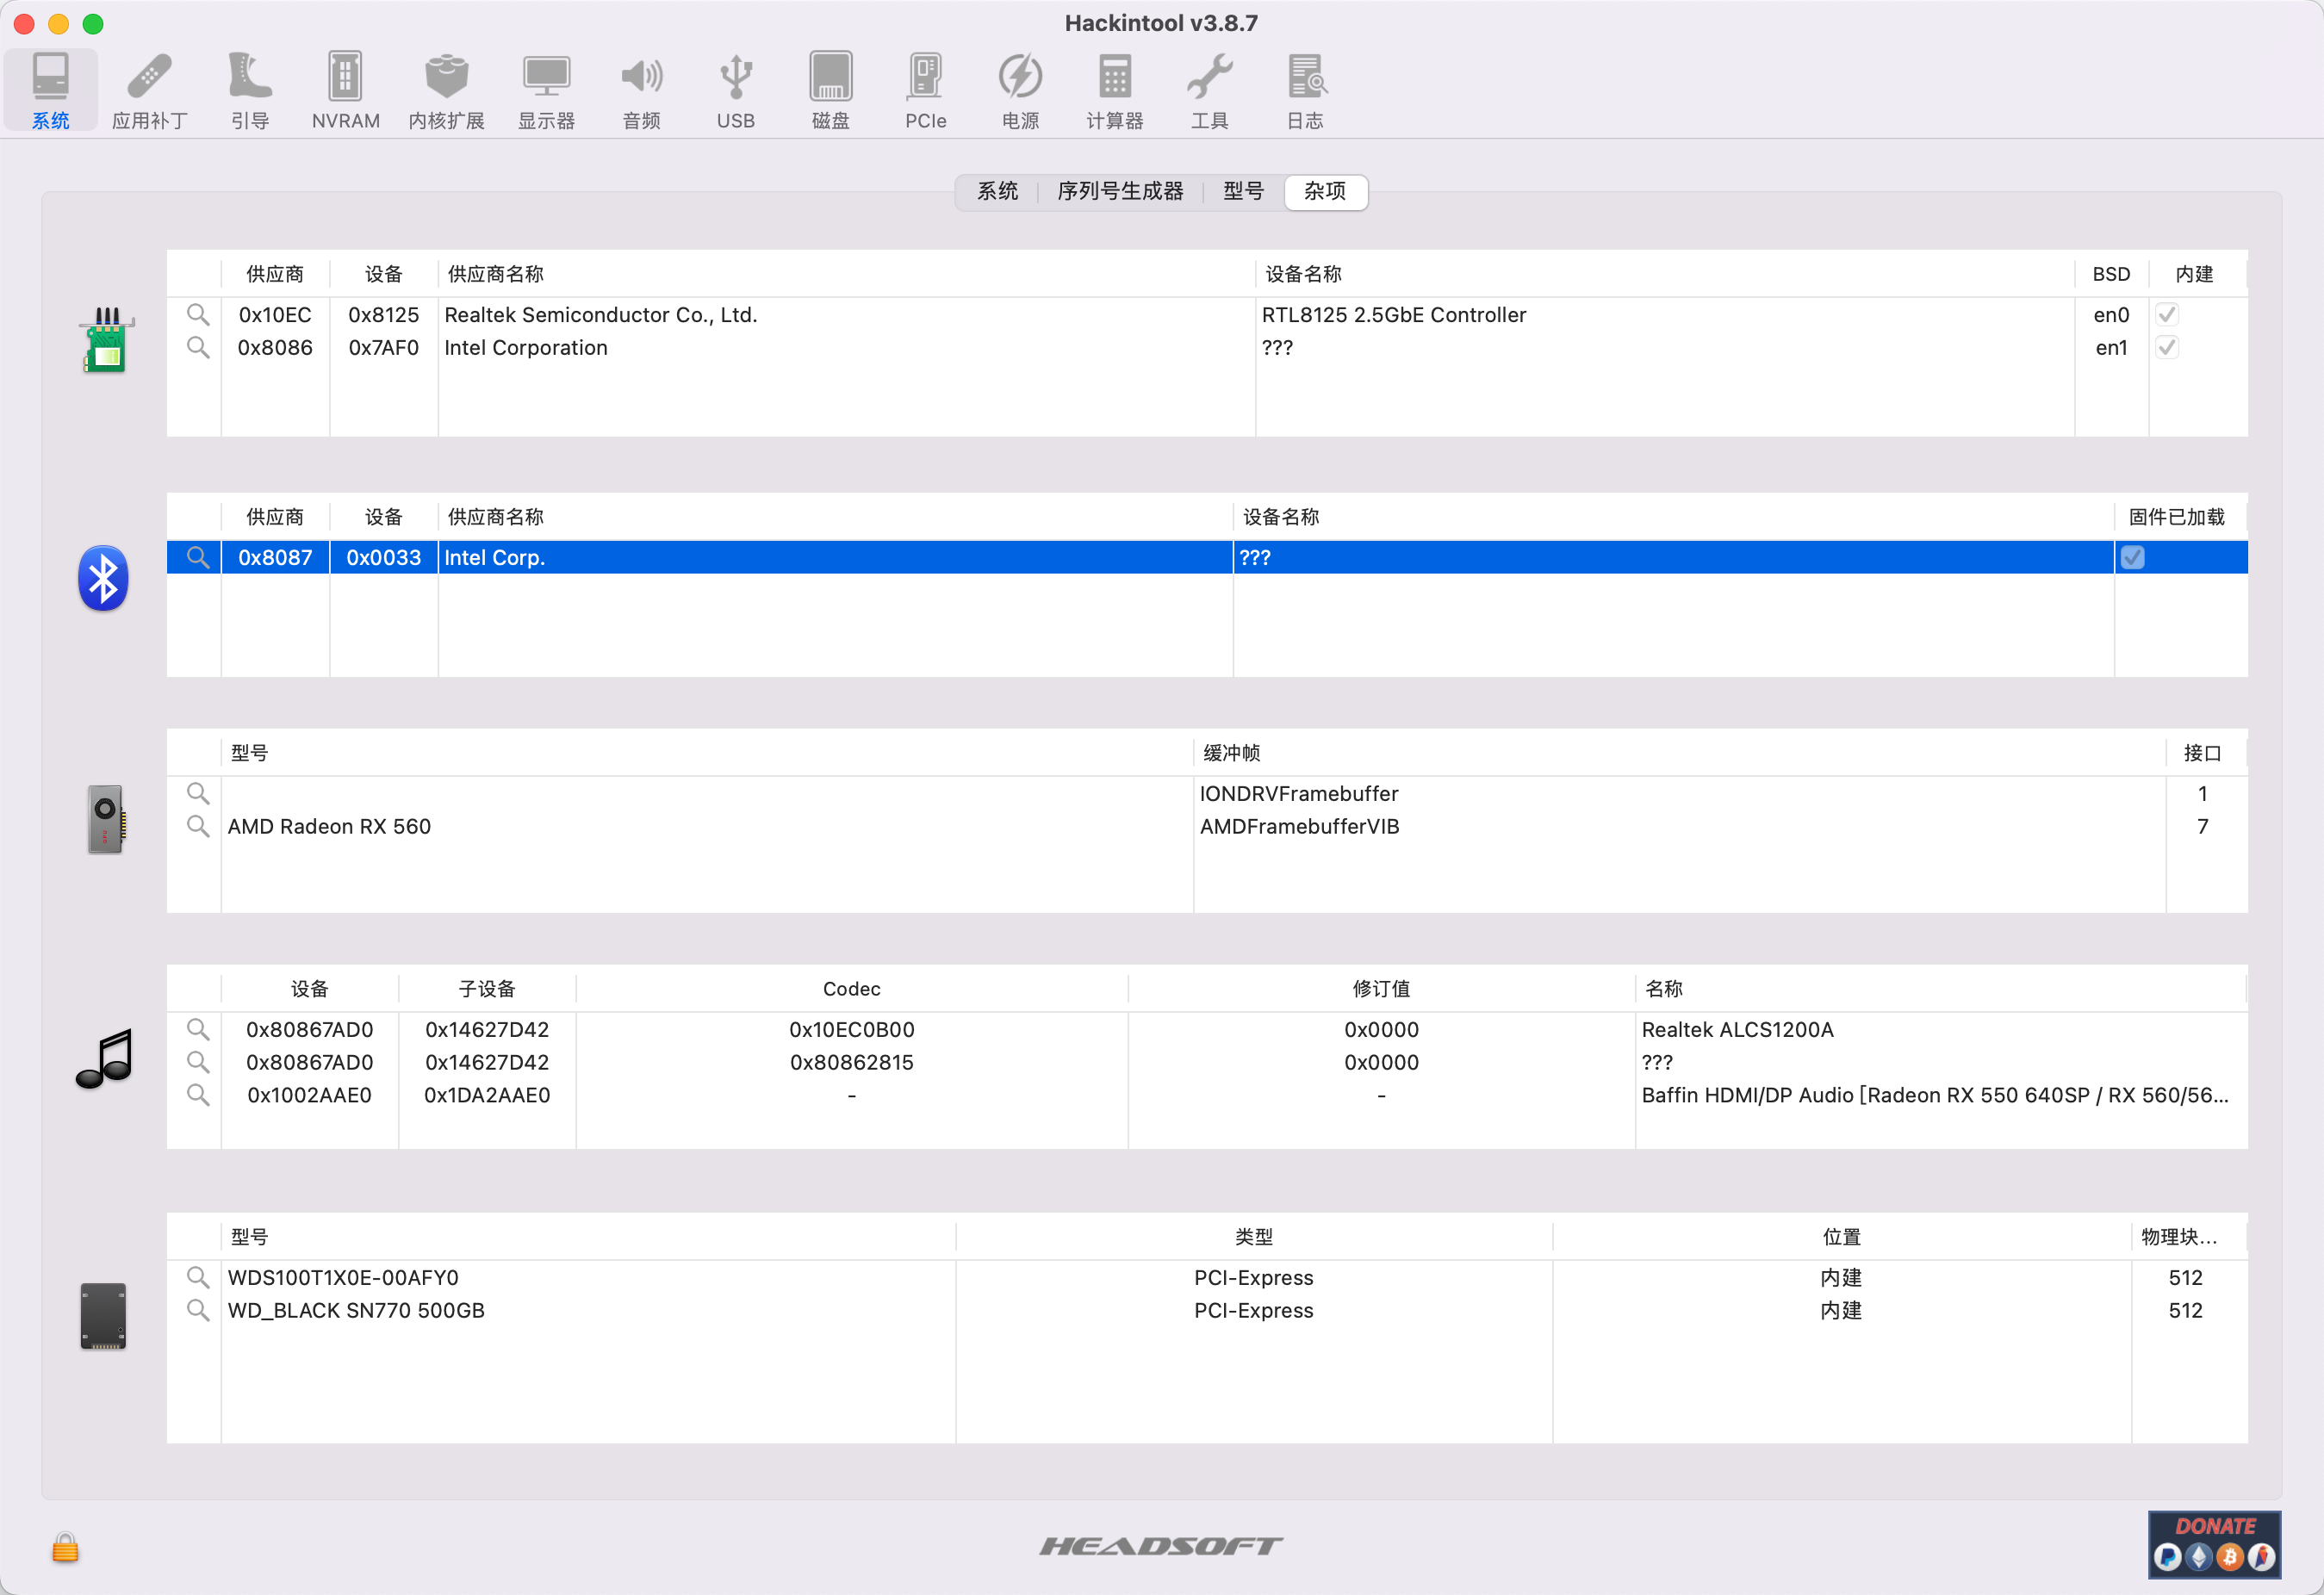 Hackintool v3.8.7
系统 应用补丁 引导 NVRAM 内核扩展 显示器 音频 USB 磁盘 PCIe 电源 计算器 工具 日志
系统 序列号生成器 型号 杂项
供应商 设备 供应商名称 设备名称 BSD 内建
0x10EC 0x8125 Realtek Semiconductor Co., Ltd. RTL8125 2.5GbE Controller en0
0x8086 0x7AF0 Intel Corporation ??? en1
供应商 设备 供应商名称 设备名称 固件已加载
0x8087 0x0033 Intel Corp. ???
型号 缓冲帧 接口
IONDRVFramebuffer 1
AMD Radeon RX 560 AMDFramebufferVIB 7
设备 子设备 Codec 修订值 名称
0x80867AD0 0x14627D42 0x10EC0B00 0x0000 Realtek ALCS1200A
0x80867AD0 0x14627D42 0x80862815 0x0000 ???
0x1002AAE0 0x1DA2AAE0 - - Baffin HDMI/DP Audio [Radeon RX 550 640SP / RX 560/56...
型号 类型 位置 物理块...
WDS100T1X0E-00AFY0 PCI-Express 内建 512
WD_BLACK SN770 500GB PCI-Express 内建 512
HEADSOFT
DONATE